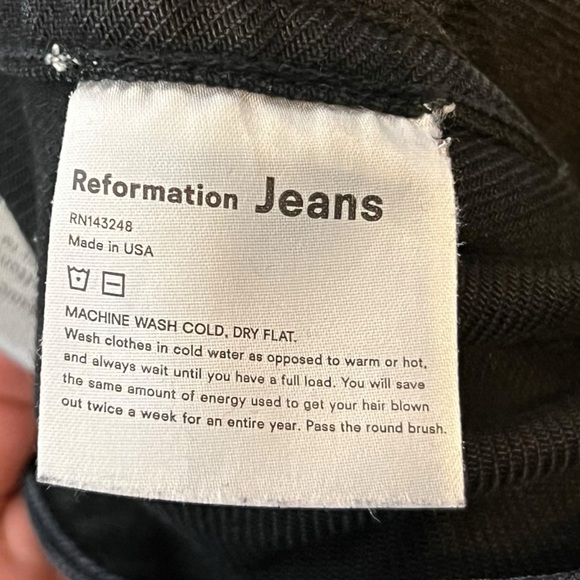 Reformation Jeans
RN143248
Made in USA
MACHINE WASH COLD, DRY FLAT.
Wash clothes in cold water as opposed to warm or hot,
and always wait until you have a full load. You will save
the same amount of energy used to get your hair blown
out twice a week for an entire year. Pass the round brush.